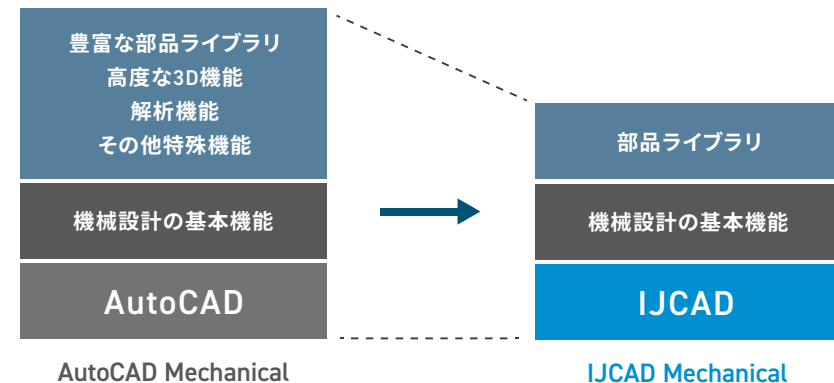 豊富な部品ライブラリ
高度な3D機能
解析機能
その他特殊機能
機械設計の基本機能
AutoCAD
AutoCAD Mechanical
部品ライブラリ
機械設計の基本機能
IJCAD
IJCAD Mechanical